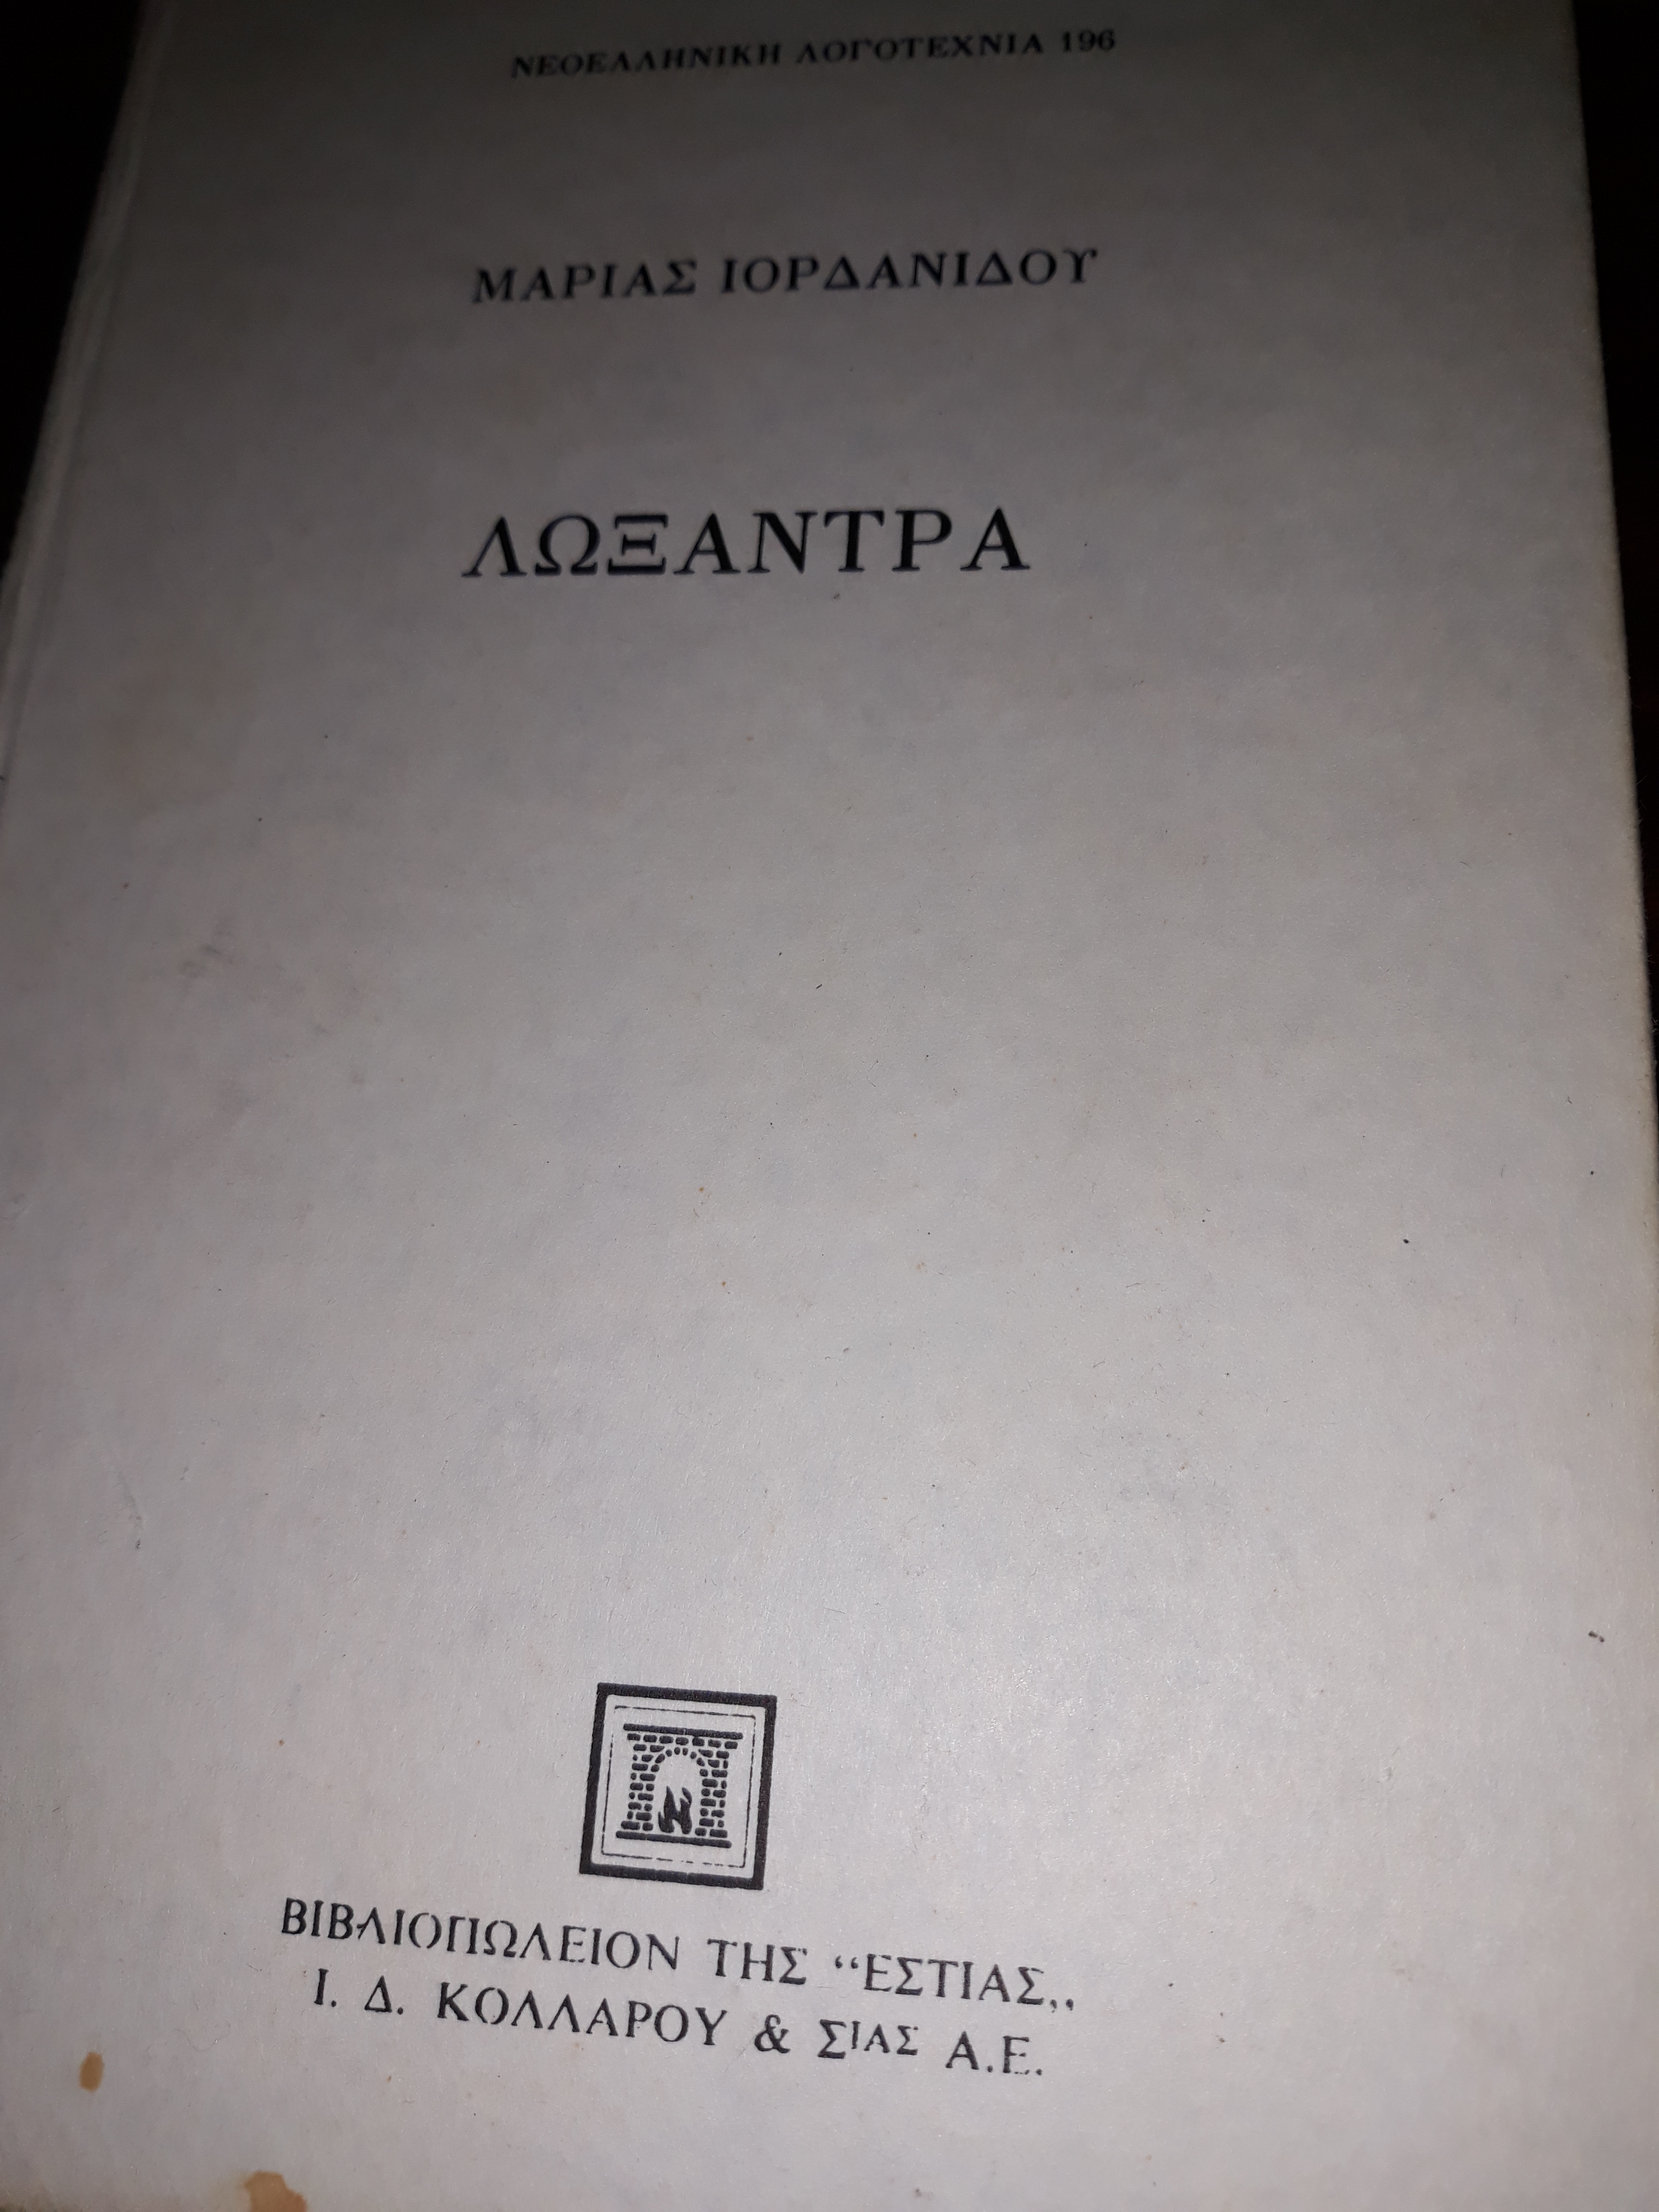 ΝΕΟΕΛΛΗΝΙΚΗ ΛΟΓΟΤΕΧΝΙΑ 196
ΜΑΡΙΑΣ ΙΟΡΔΑΝΙΔΟΥ
ΛΩΞΑΝΤΡΑ
ΒΙΒΛΙΟΠΩΛΕΙΟΝ ΤΗΣ “ΕΣΤΙΑΣ„
Ι. Δ. ΚΟΛΛΑΡΟΥ & ΣΙΑΣ Α.Ε.